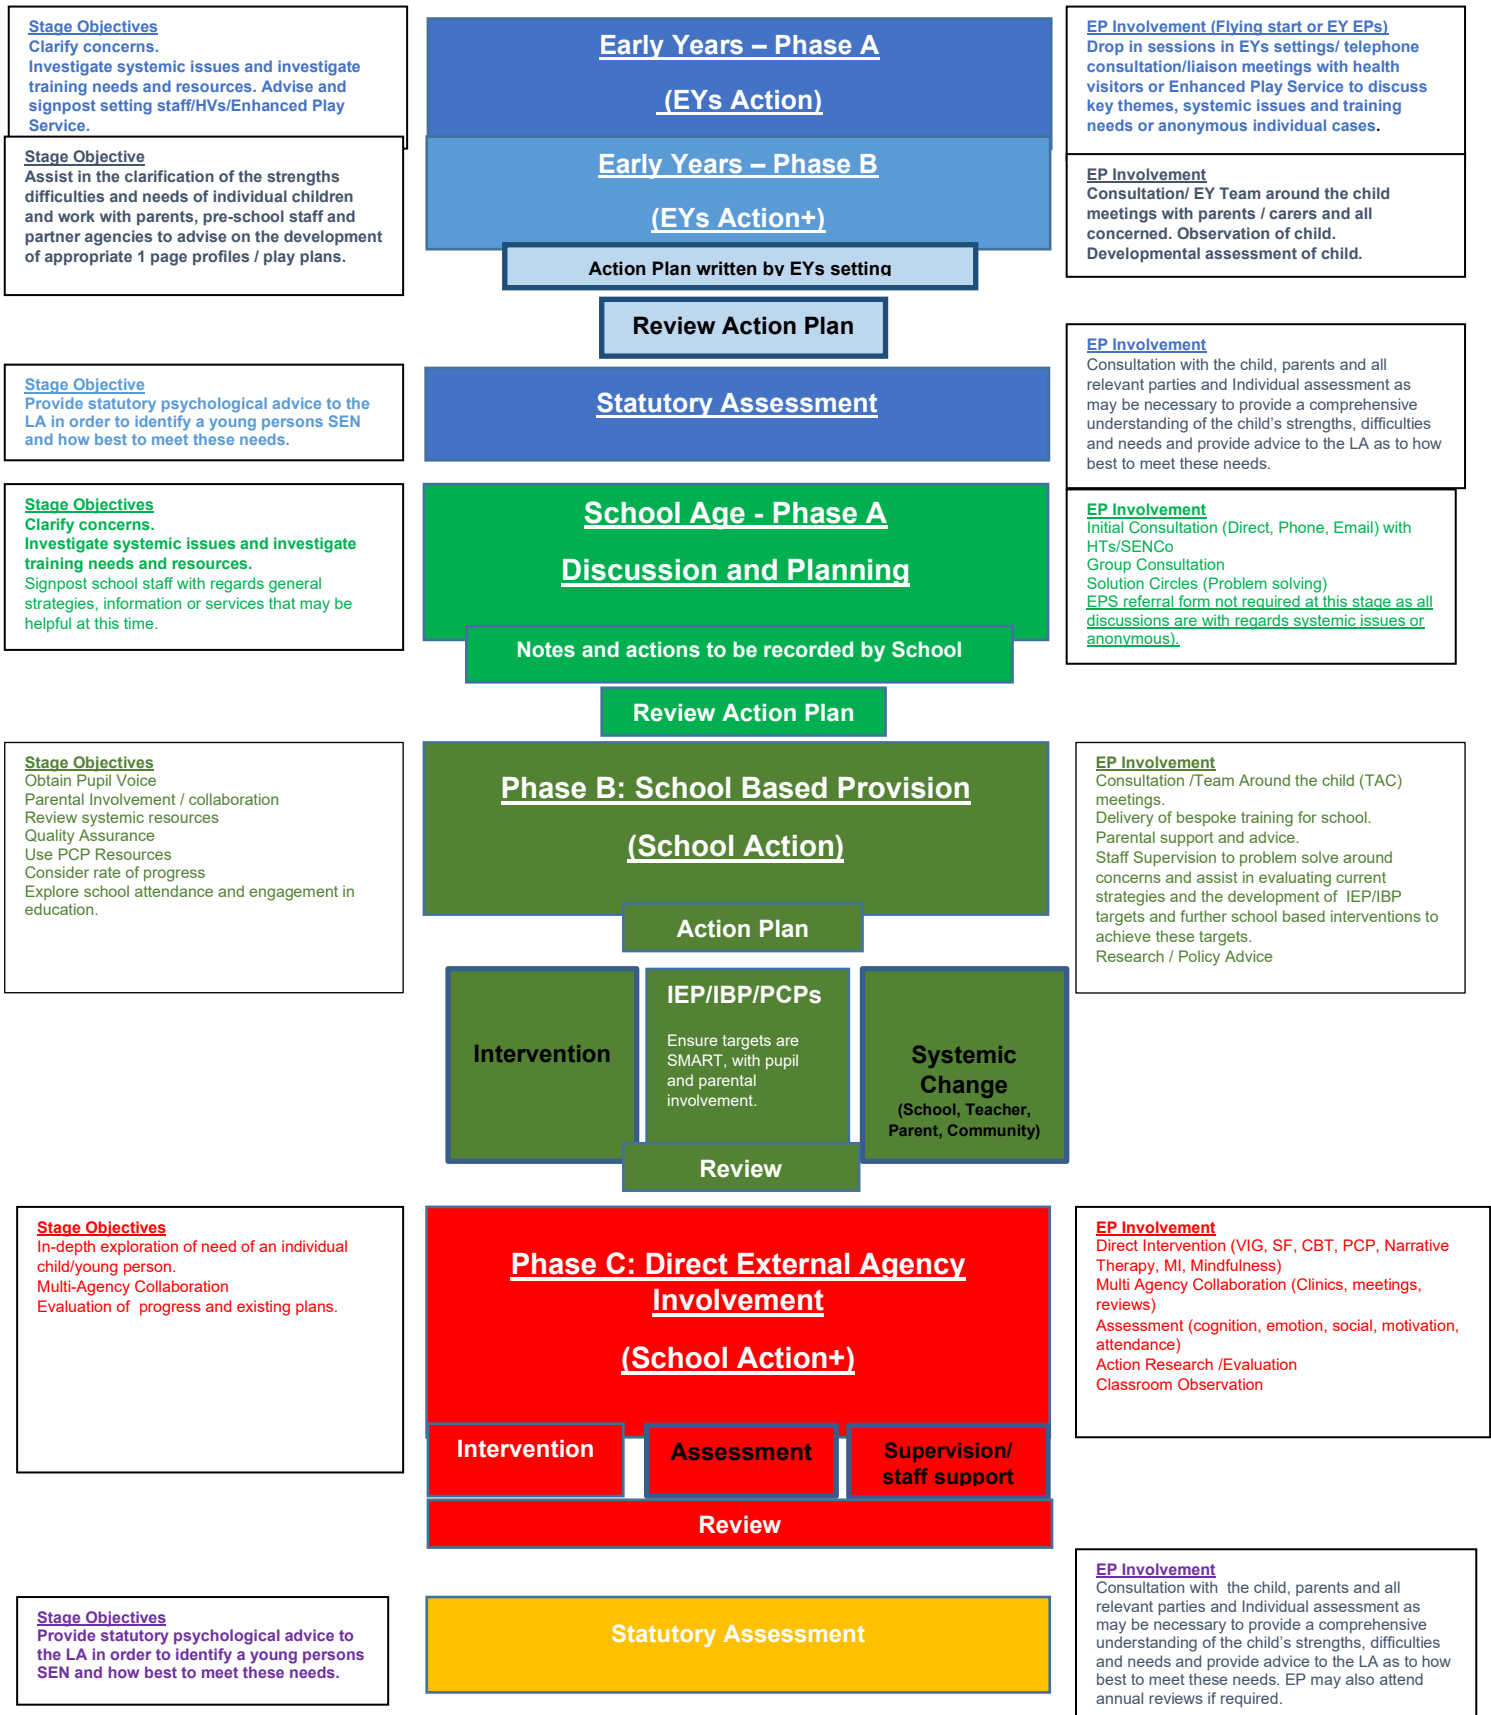 Stage Objectives
Clarify concerns.
Investigate systemic issues and investigate
training needs and resources. Advise and
signpost setting staff/HVs/Enhanced Play
Service.
Early Years – Phase A
(EYs Action)
EP Involvement (Flying start or EY EPs)
Drop in sessions in EYs settings/ telephone
consultation/liaison meetings with health
visitors or Enhanced Play Service to discuss
key themes, systemic issues and training
needs or anonymous individual cases.
Stage Objective
Assist in the clarification of the strengths
difficulties and needs of individual children
and work with parents, pre-school staff and
partner agencies to advise on the development
of appropriate 1 page profiles / play plans.
Early Years – Phase B
(EYs Action+)
EP Involvement
Consultation/ EY Team around the child
meetings with parents / carers and all
concerned. Observation of child.
Developmental assessment of child.
Action Plan written by EYs setting
Review Action Plan
Stage Objective
Provide statutory psychological advice to the
LA in order to identify a young persons SEN
and how best to meet these needs.
Statutory Assessment
EP Involvement
Consultation with the child, parents and all
relevant parties and Individual assessment as
may be necessary to provide a comprehensive
understanding of the child's strengths, difficulties
and needs and provide advice to the LA as to how
best to meet these needs.
Stage Objectives
Clarify concerns.
Investigate systemic issues and investigate
training needs and resources.
Signpost school staff with regards general
strategies, information or services that may be
helpful at this time.
School Age - Phase A
Discussion and Planning
EP Involvement
Initial Consultation (Direct, Phone, Email) with
HTs/SENCo
Group Consultation
Solution Circles (Problem solving)
EPS referral form not required at this stage as all
discussions are with regards systemic issues or
anonymous).
Notes and actions to be recorded by School
Review Action Plan
Stage Objectives
Obtain Pupil Voice
Parental Involvement / collaboration
Review systemic resources
Quality Assurance
Use PCP Resources
Consider rate of progress
Explore school attendance and engagement in
education.
Phase B: School Based Provision
(School Action)
EP Involvement
Consultation /Team Around the child (TAC)
meetings.
Delivery of bespoke training for school.
Parental support and advice.
Staff Supervision to problem solve around
concerns and assist in evaluating current
strategies and the development of IEP/IBP
targets and further school based interventions to
achieve these targets.
Research / Policy Advice
Action Plan
Intervention
IEP/IBP/PCPs
Ensure targets are
SMART, with pupil
and parental
involvement.
Systemic
Change
(School, Teacher,
Parent, Community)
Review
Stage Objectives
In-depth exploration of need of an individual
child/young person.
Multi-Agency Collaboration
Evaluation of progress and existing plans.
Phase C: Direct External Agency
Involvement
(School Action+)
EP Involvement
Direct Intervention (VIG, SF, CBT, PCP, Narrative
Therapy, MI, Mindfulness)
Multi Agency Collaboration (Clinics, meetings,
reviews)
Assessment (cognition, emotion, social, motivation,
attendance)
Action Research /Evaluation
Classroom Observation
Intervention
Assessment
Supervision/
staff support
Review
Stage Objectives
Provide statutory psychological advice to
the LA in order to identify a young persons
SEN and how best to meet these needs.
Statutory Assessment
EP Involvement
Consultation with the child, parents and all
relevant parties and Individual assessment as
may be necessary to provide a comprehensive
understanding of the child's strengths, difficulties
and needs and provide advice to the LA as to how
best to meet these needs. EP may also attend
annual reviews if required.